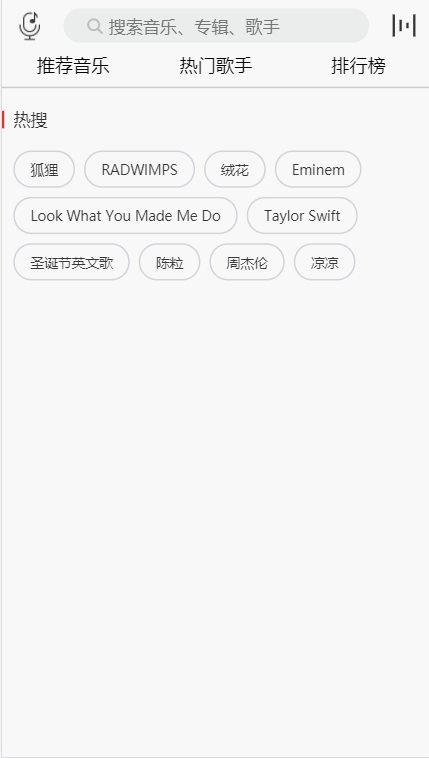 搜索音乐、专辑、歌手
推荐音乐 热门歌手 排行榜
热搜
狐狸 RADWIMPS 绒花 Eminem
Look What You Made Me Do Taylor Swift
圣诞节英文歌 陈粒 周杰伦 凉凉